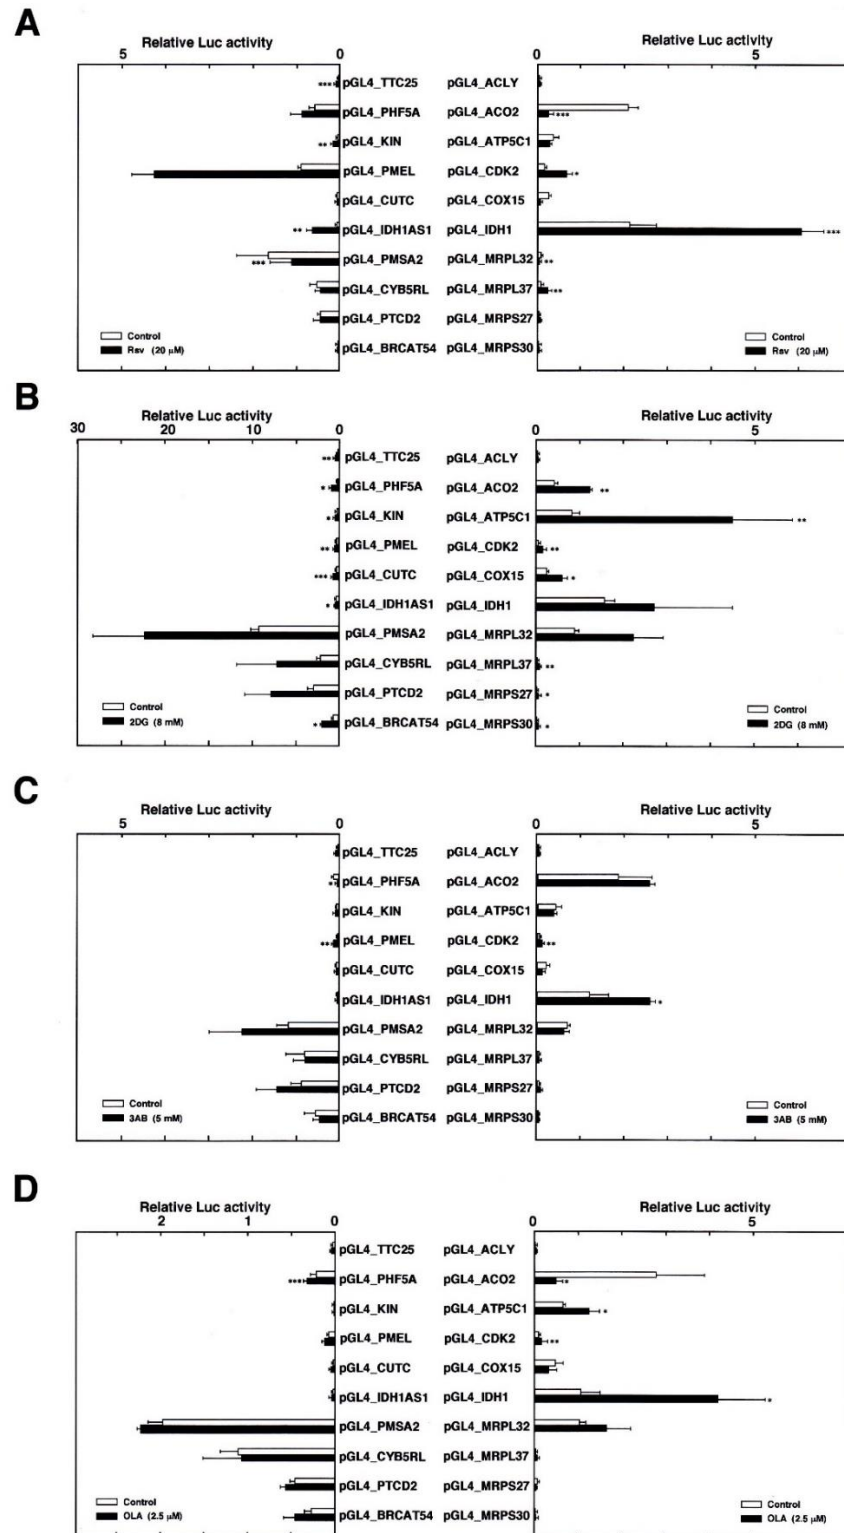 A
Relative Luc activity Relative Luc activity
5 0 0 5
*** pGL4_TTC25 pGL4_ACLY
pGL4_PHF5A pGL4_ACO2 ***
** pGL4_KIN pGL4_ATP5C1
pGL4_PMEL pGL4_CDK2 *
pGL4_CUTC pGL4_COX15
** pGL4_IDH1AS1 pGL4_IDH1 ***
*** pGL4_PMSA2 pGL4_MRPL32 **
pGL4_CYB5RL pGL4_MRPL37 **
pGL4_PTCD2 pGL4_MRPS27
pGL4_BRCAT54 pGL4_MRPS30
Control Control
Rsv (20 μM) Rsv (20 μM)
B
Relative Luc activity Relative Luc activity
30 20 10 0 0 5
*** pGL4_TTC25 pGL4_ACLY
* pGL4_PHF5A pGL4_ACO2 **
* pGL4_KIN pGL4_ATP5C1 **
** pGL4_PMEL pGL4_CDK2 **
*** pGL4_CUTC pGL4_COX15 *
* pGL4_IDH1AS1 pGL4_IDH1
pGL4_PMSA2 pGL4_MRPL32
pGL4_CYB5RL pGL4_MRPL37 **
pGL4_PTCD2 pGL4_MRPS27 *
* pGL4_BRCAT54 pGL4_MRPS30 *
Control Control
2DG (8 mM) 2DG (8 mM)
C
Relative Luc activity Relative Luc activity
5 0 0 5
pGL4_TTC25 pGL4_ACLY
* pGL4_PHF5A pGL4_ACO2
pGL4_KIN pGL4_ATP5C1
*** pGL4_PMEL pGL4_CDK2 **
pGL4_CUTC pGL4_COX15
pGL4_IDH1AS1 pGL4_IDH1 *
pGL4_PMSA2 pGL4_MRPL32
pGL4_CYB5RL pGL4_MRPL37
pGL4_PTCD2 pGL4_MRPS27
pGL4_BRCAT54 pGL4_MRPS30
Control Control
3AB (5 mM) 3AB (5 mM)
D
Relative Luc activity Relative Luc activity
2 1 0 0 5
pGL4_TTC25 pGL4_ACLY
*** pGL4_PHF5A pGL4_ACO2 *
pGL4_KIN pGL4_ATP5C1 *
* pGL4_PMEL pGL4_CDK2 **
pGL4_CUTC pGL4_COX15
pGL4_IDH1AS1 pGL4_IDH1 *
pGL4_PMSA2 pGL4_MRPL32
pGL4_CYB5RL pGL4_MRPL37
pGL4_PTCD2 pGL4_MRPS27
pGL4_BRCAT54 pGL4_MRPS30
Control Control
OLA (2.5 μM) OLA (2.5 μM)